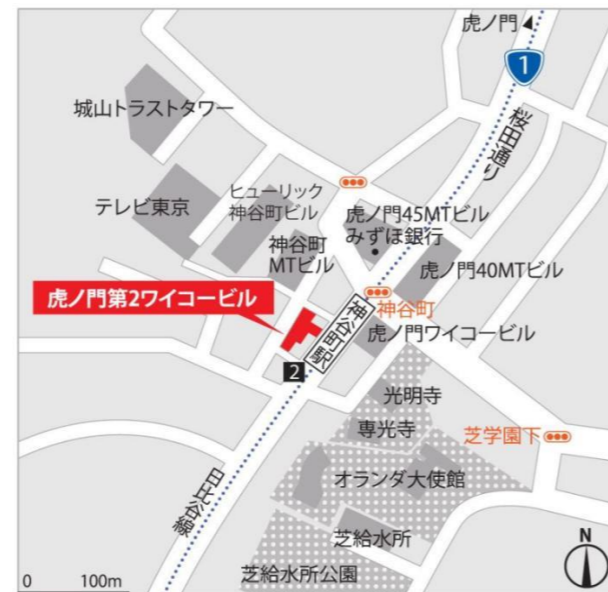 虎ノ門
1
桜田通り
城山トラストタワー
テレビ東京
ヒューリック
神谷町ビル
虎ノ門45MTビル
みずほ銀行
神谷町
MTビル
虎ノ門40MTビル
虎ノ門第2ワイコービル
神谷町
神谷町駅
虎ノ門ワイコービル
2
光明寺
専光寺
芝学園下
オランダ大使館
日比谷線
芝給水所
芝給水所公園
N
0 100m